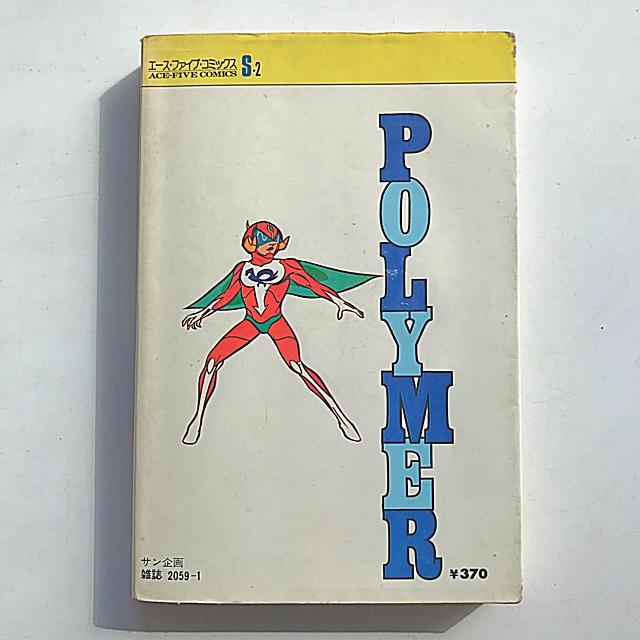 エース・ファイブ・コミックス
ACE-FIVE COMICS S-2
POLYMER
サン企画
雑誌 2059-1
¥370